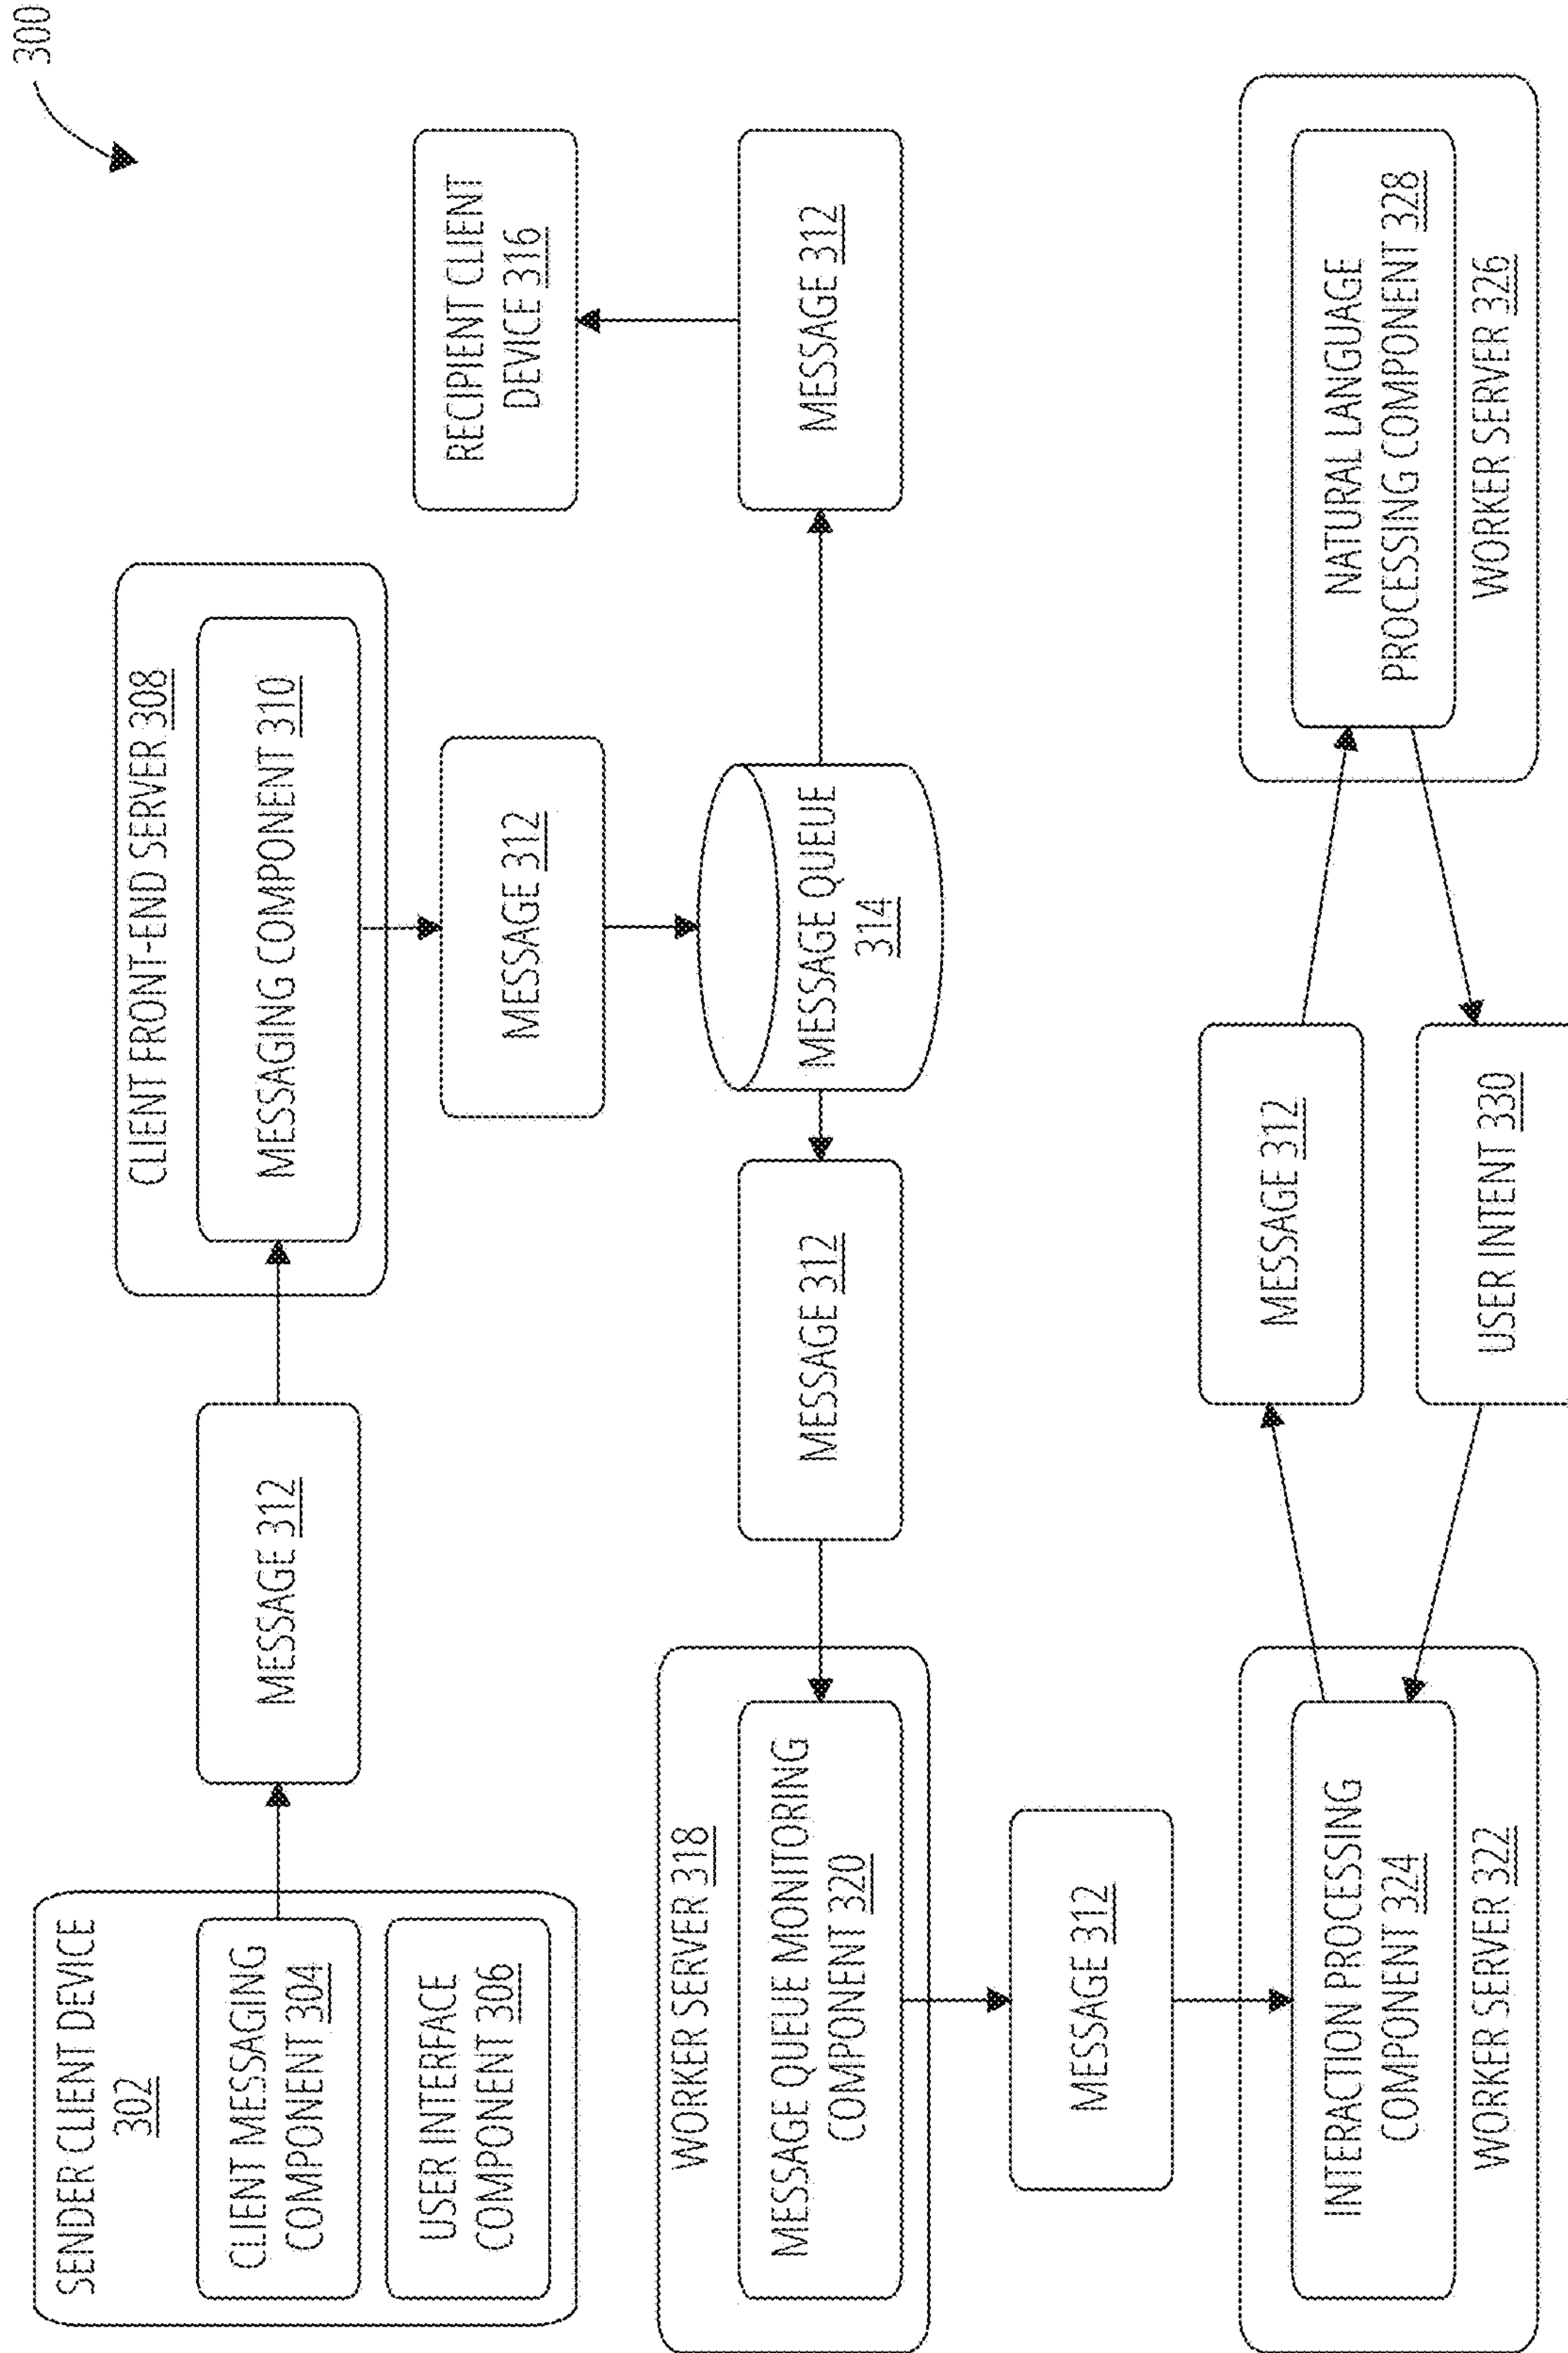 300
SENDER CLIENT DEVICE
302
CLIENT MESSAGING
COMPONENT 304
USER INTERFACE
COMPONENT 306
MESSAGE 312
CLIENT FRONT-END SERVER 308
MESSAGING COMPONENT 310
MESSAGE 312
RECIPIENT CLIENT
DEVICE 316
WORKER SERVER 318
MESSAGE QUEUE MONITORING
COMPONENT 320
MESSAGE 312
MESSAGE QUEUE
314
MESSAGE 312
MESSAGE 312
INTERACTION PROCESSING
COMPONENT 324
WORKER SERVER 322
MESSAGE 312
USER INTENT 330
NATURAL LANGUAGE
PROCESSING COMPONENT 328
WORKER SERVER 326